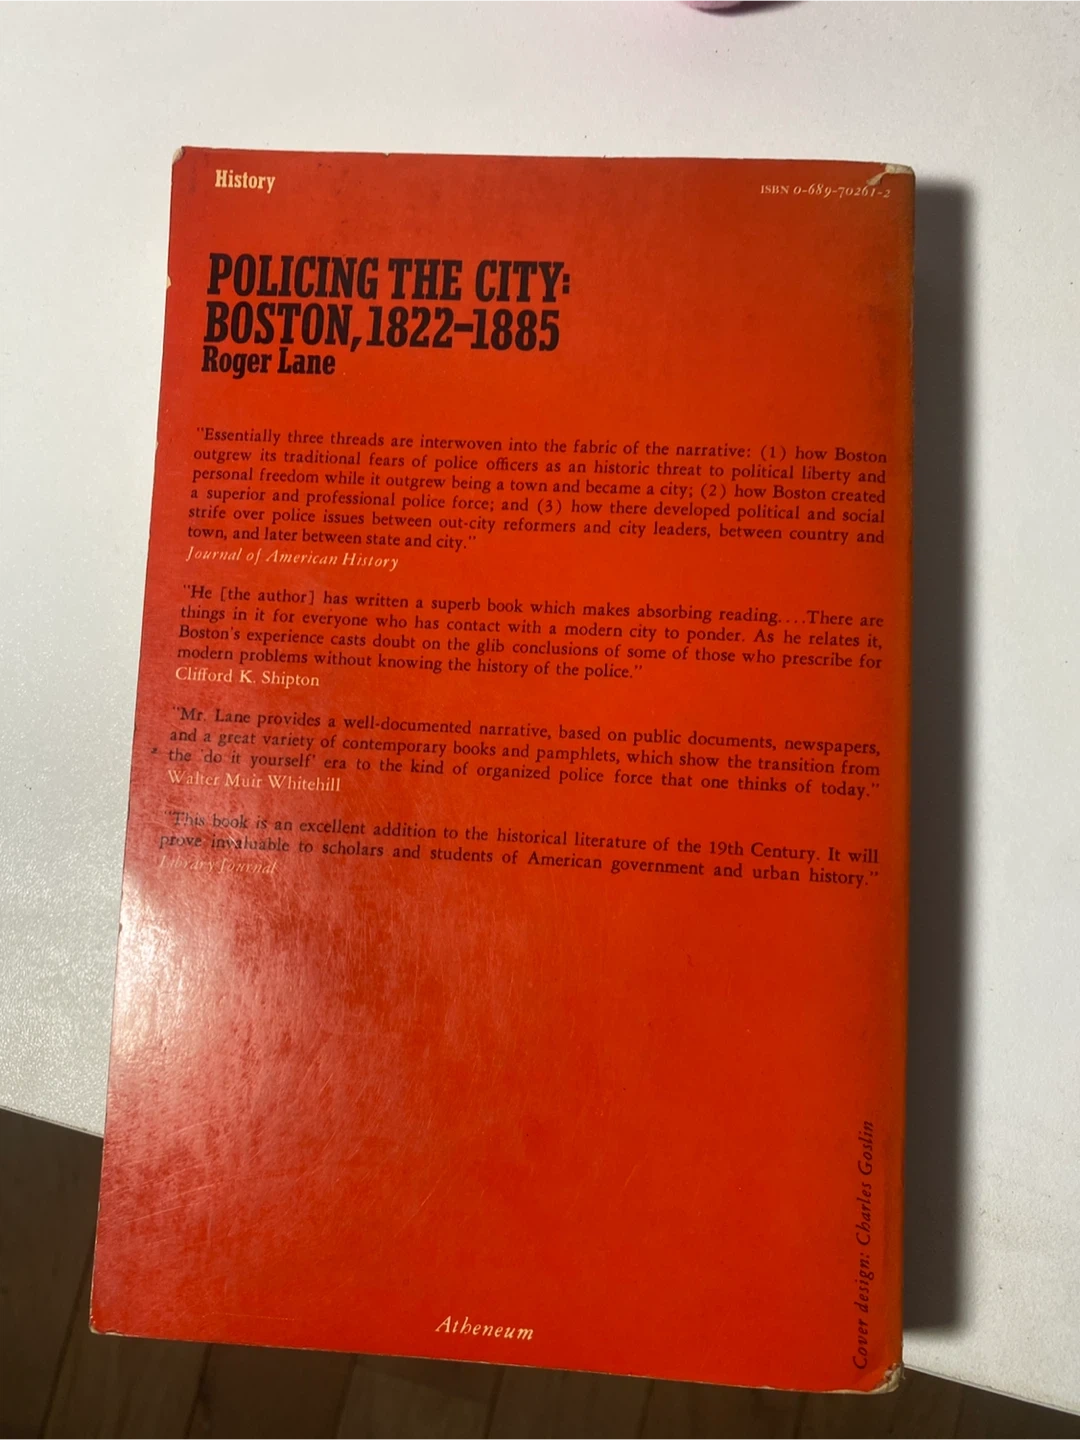 History
ISBN 0-689-70261-2
POLICING THE CITY:
BOSTON, 1822–1885
Roger Lane
"Essentially three threads are interwoven into the fabric of the narrative: (1) how Boston
outgrew its traditional fears of police officers as an historic threat to political liberty and
personal freedom while it outgrew being a town and became a city; (2) how Boston created
a superior and professional police force; and (3) how there developed political and social
strife over police issues between out-city reformers and city leaders, between country and
town, and later between state and city."
Journal of American History
"He [the author] has written a superb book which makes absorbing reading....There are
things in it for everyone who has contact with a modern city to ponder. As he relates it,
Boston's experience casts doubt on the glib conclusions of some of those who prescribe for
modern problems without knowing the history of the police."
Clifford K. Shipton
"Mr. Lane provides a well-documented narrative, based on public documents, newspapers,
and a great variety of contemporary books and pamphlets, which show the transition from
the 'do it yourself' era to the kind of organized police force that one thinks of today."
Walter Muir Whitehill
"This book is an excellent addition to the historical literature of the 19th Century. It will
prove invaluable to scholars and students of American government and urban history."
Library Journal
Cover design: Charles Goslin
Atheneum